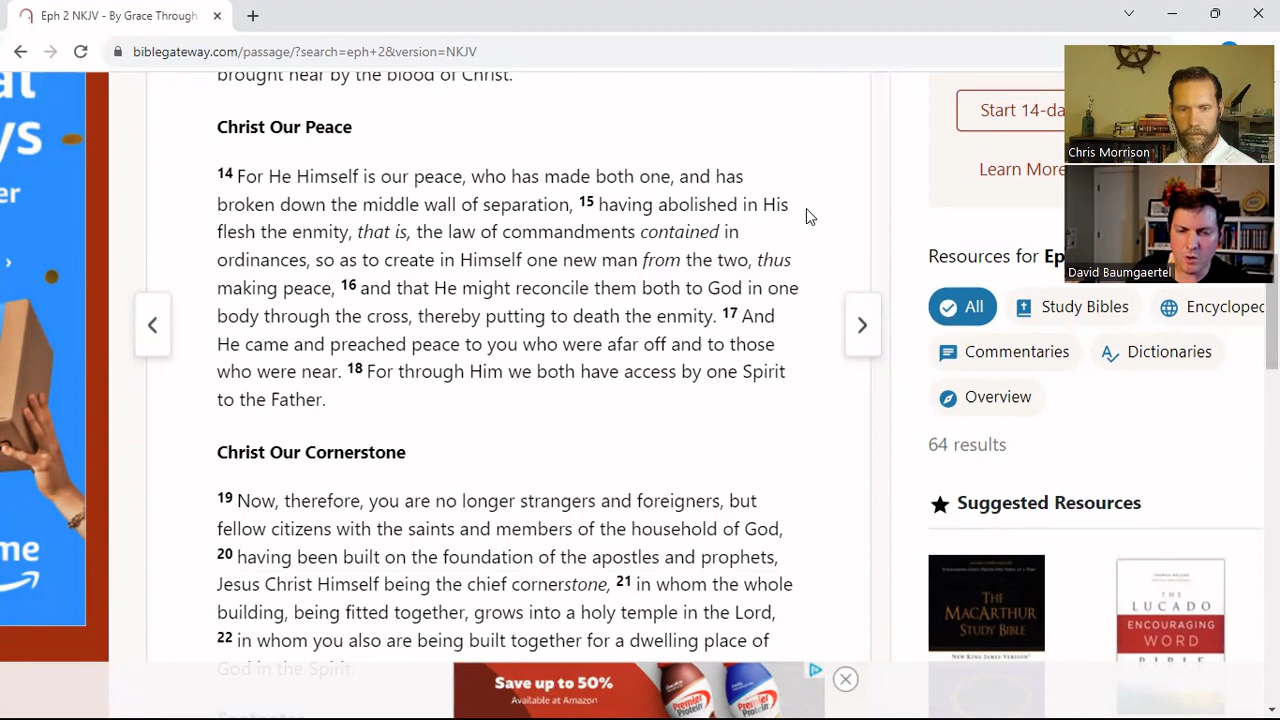 Eph 2 NKJV - By Grace Through
biblegateway.com/passage/?search=eph+2&version=NKJV
brought near by the blood of Christ.
Christ Our Peace
14 For He Himself is our peace, who has made both one, and has
broken down the middle wall of separation, 15 having abolished in His
flesh the enmity, that is, the law of commandments contained in
ordinances, so as to create in Himself one new man from the two, thus
making peace, 16 and that He might reconcile them both to God in one
body through the cross, thereby putting to death the enmity. 17 And
He came and preached peace to you who were afar off and to those
who were near. 18 For through Him we both have access by one Spirit
to the Father.
Christ Our Cornerstone
19 Now, therefore, you are no longer strangers and foreigners, but
fellow citizens with the saints and members of the household of God,
20 having been built on the foundation of the apostles and prophets,
Jesus Christ Himself being the chief cornerstone, 21 in whom the whole
building, being fitted together, grows into a holy temple in the Lord,
22 in whom you also are being built together for a dwelling place of
God in the Spirit.
Save up to 50%
Available at Amazon
PREMIER Protein
PREMIER Protein
Start 14-da
Learn More
Chris Morrison
David Baumgaertel
Resources for Ep
All
Study Bibles
Encyclopec
Commentaries
Dictionaries
Overview
64 results
Suggested Resources
THE
MACARTHUR
STUDY BIBLE
NEW KING JAMES VERSION
THE
LUCADO
ENCOURAGING
WORD
BIBLE